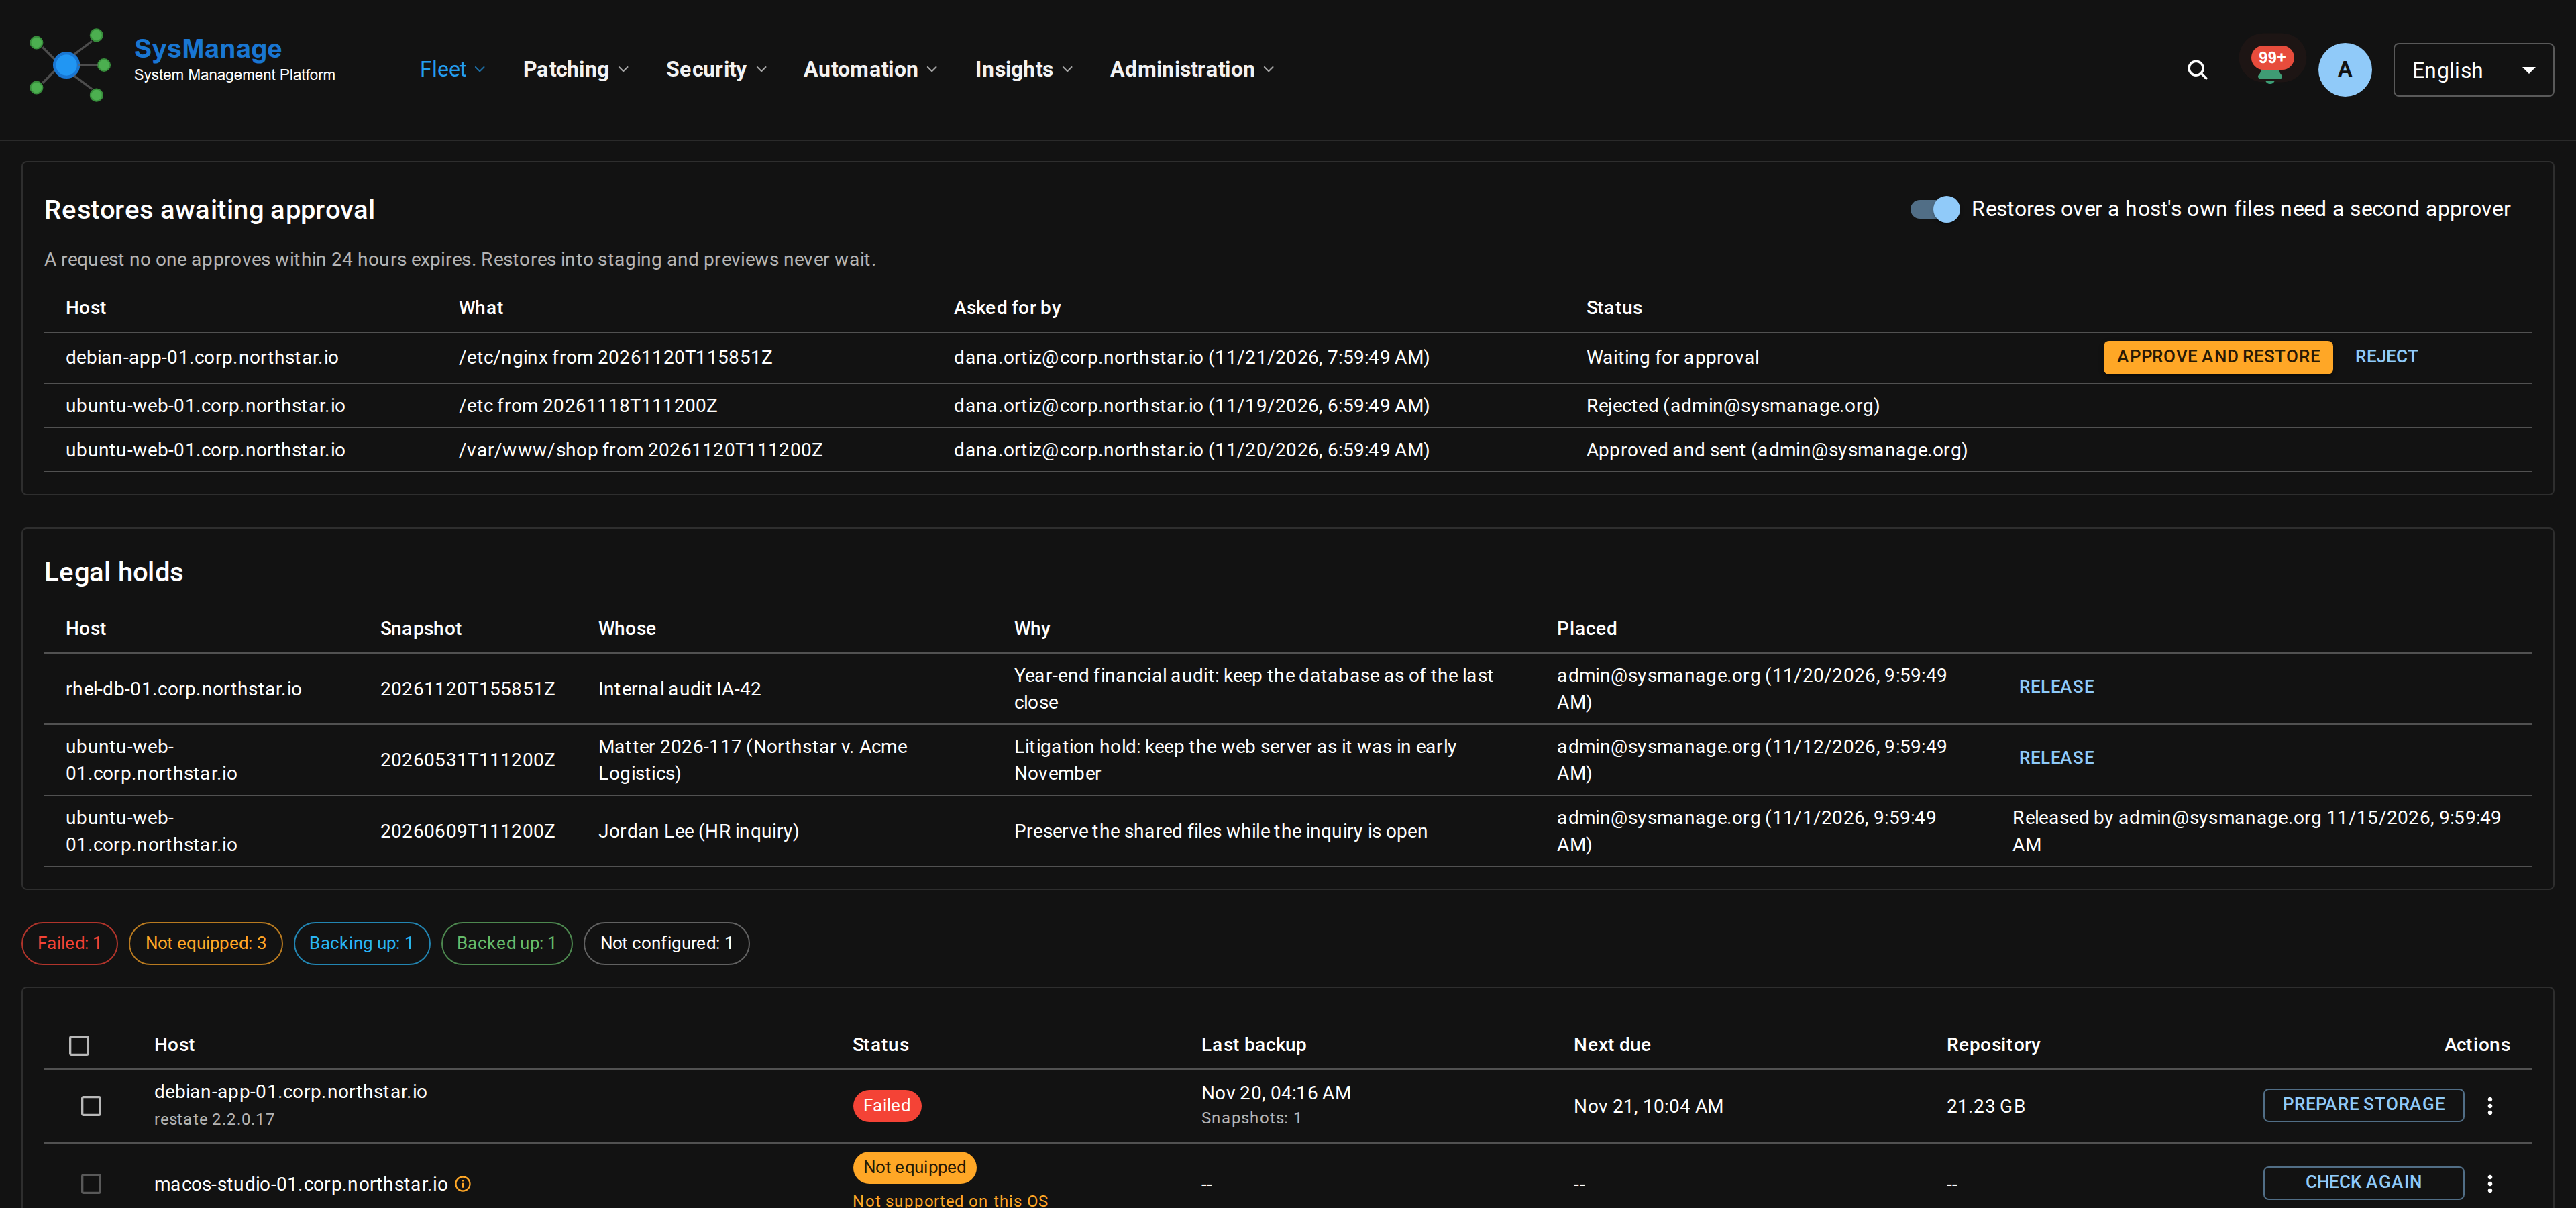 SysManage
System Management Platform
Fleet
Patching
Security
Automation
Insights
Administration
99+
A
English
Restores awaiting approval
Restores over a host's own files need a second approver
A request no one approves within 24 hours expires. Restores into staging and previews never wait.
Host What Asked for by Status
debian-app-01.corp.northstar.io /etc/nginx from 20261120T115851Z dana.ortiz@corp.northstar.io (11/21/2026, 7:59:49 AM) Waiting for approval APPROVE AND RESTORE REJECT
ubuntu-web-01.corp.northstar.io /etc from 20261118T111200Z dana.ortiz@corp.northstar.io (11/19/2026, 6:59:49 AM) Rejected (admin@sysmanage.org)
ubuntu-web-01.corp.northstar.io /var/www/shop from 20261120T111200Z dana.ortiz@corp.northstar.io (11/20/2026, 6:59:49 AM) Approved and sent (admin@sysmanage.org)
Legal holds
Host Snapshot Whose Why Placed
rhel-db-01.corp.northstar.io 20261120T155851Z Internal audit IA-42
Year-end financial audit: keep the database as of the last
close
admin@sysmanage.org (11/20/2026, 9:59:49
AM)
RELEASE
ubuntu-web-
01.corp.northstar.io
20260531T111200Z
Matter 2026-117 (Northstar v. Acme
Logistics)
Litigation hold: keep the web server as it was in early
November
admin@sysmanage.org (11/12/2026, 9:59:49
AM)
RELEASE
ubuntu-web-
01.corp.northstar.io
20260609T111200Z
Jordan Lee (HR inquiry)
Preserve the shared files while the inquiry is open
admin@sysmanage.org (11/1/2026, 9:59:49
AM)
Released by admin@sysmanage.org 11/15/2026, 9:59:49
AM
Failed: 1
Not equipped: 3
Backing up: 1
Backed up: 1
Not configured: 1
Host Status Last backup Next due Repository Actions
debian-app-01.corp.northstar.io
restate 2.2.0.17
Failed
Nov 20, 04:16 AM
Snapshots: 1
Nov 21, 10:04 AM
21.23 GB
PREPARE STORAGE
macos-studio-01.corp.northstar.io
Not equipped
Not supported on this OS
--
--
--
CHECK AGAIN